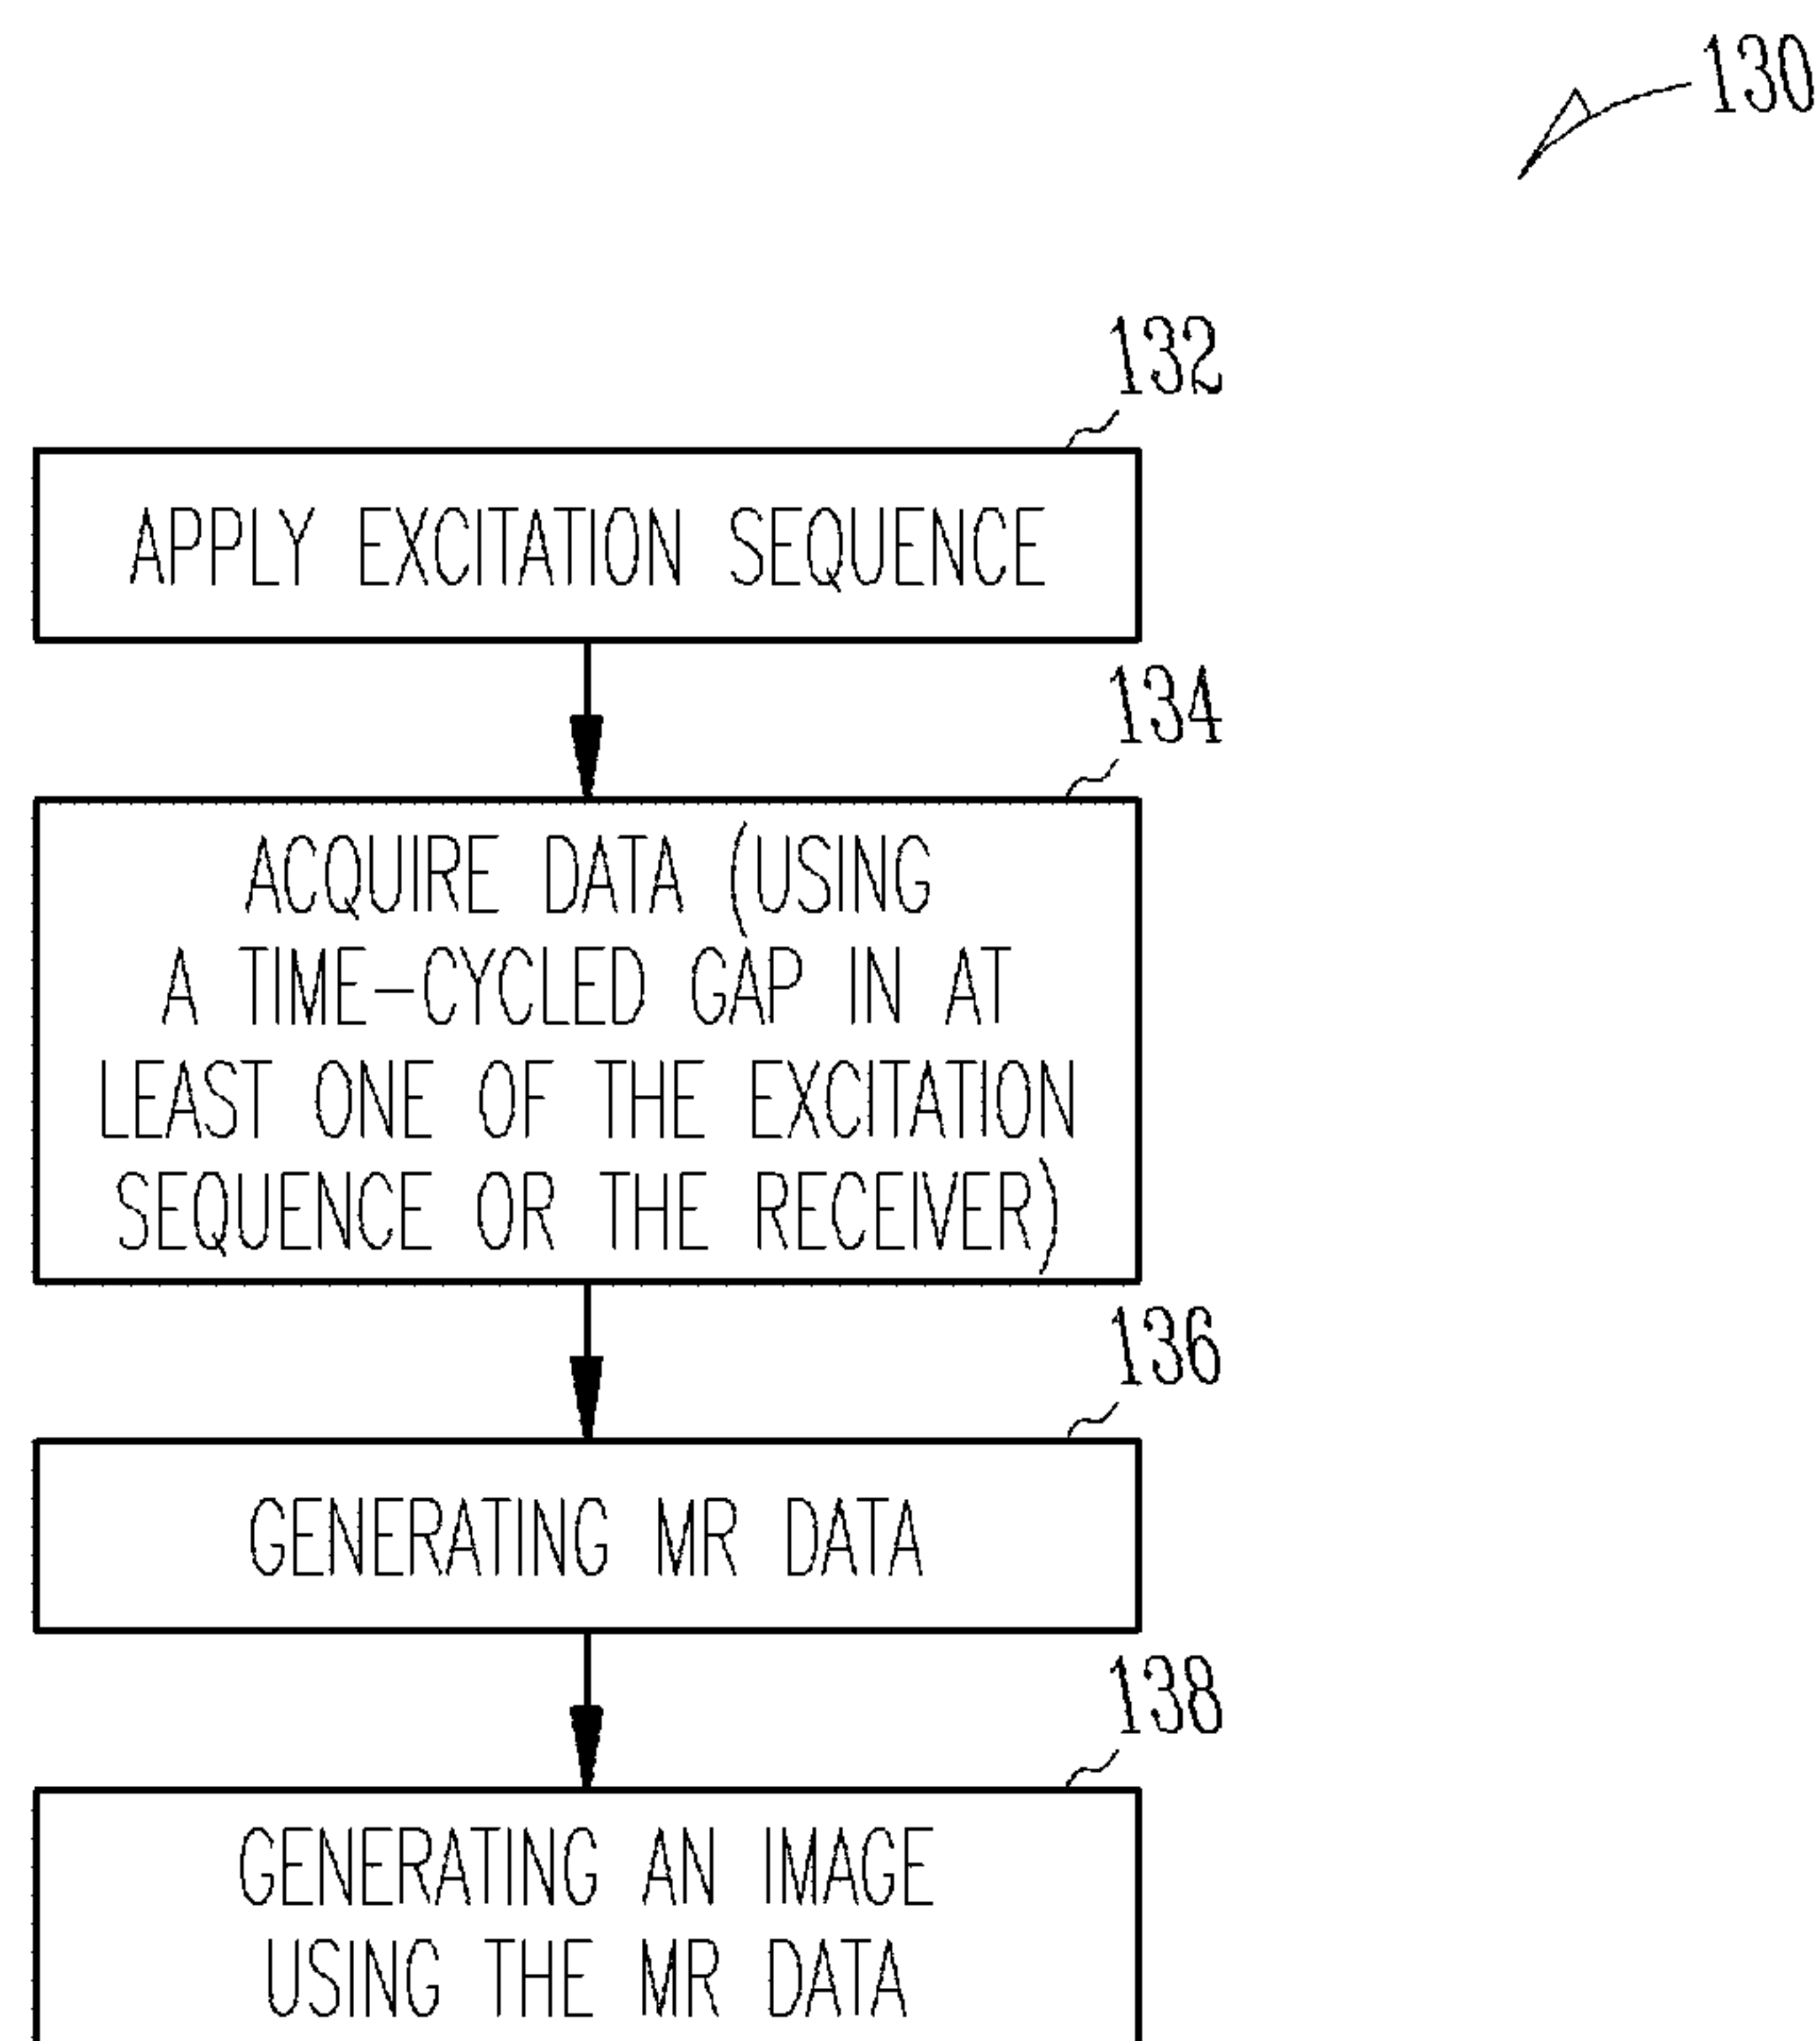 130
132
APPLY EXCITATION SEQUENCE
134
ACQUIRE DATA (USING
A TIME-CYCLED GAP IN AT
LEAST ONE OF THE EXCITATION
SEQUENCE OR THE RECEIVER)
136
GENERATING MR DATA
138
GENERATING AN IMAGE
USING THE MR DATA